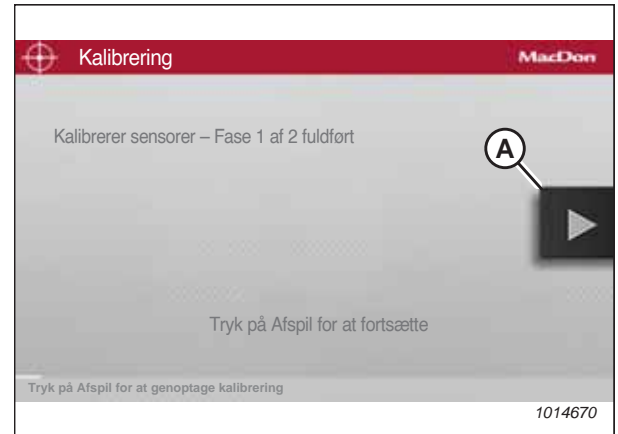 Kalibrering
MacDon
Kalibrerer sensorer – Fase 1 af 2 fuldført
A
Tryk på Afspil for at fortsætte
Tryk på Afspil for at genoptage kalibrering
1014670